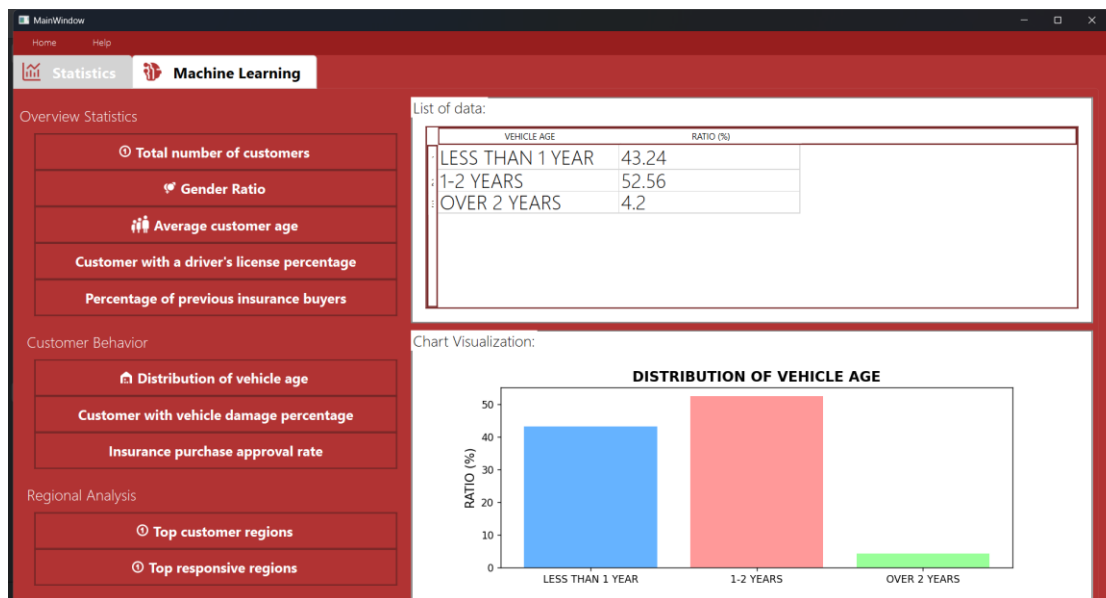 MainWindow
Home Help
Statistics Machine Learning
Overview Statistics
Total number of customers
Gender Ratio
Average customer age
Customer with a driver's license percentage
Percentage of previous insurance buyers
Customer Behavior
Distribution of vehicle age
Customer with vehicle damage percentage
Insurance purchase approval rate
Regional Analysis
Top customer regions
Top responsive regions
List of data:
VEHICLE AGE RATIO (%)
LESS THAN 1 YEAR 43.24
1-2 YEARS 52.56
OVER 2 YEARS 4.2
Chart Visualization:
DISTRIBUTION OF VEHICLE AGE
RATIO (%)
50
40
30
20
10
0
LESS THAN 1 YEAR 1-2 YEARS OVER 2 YEARS